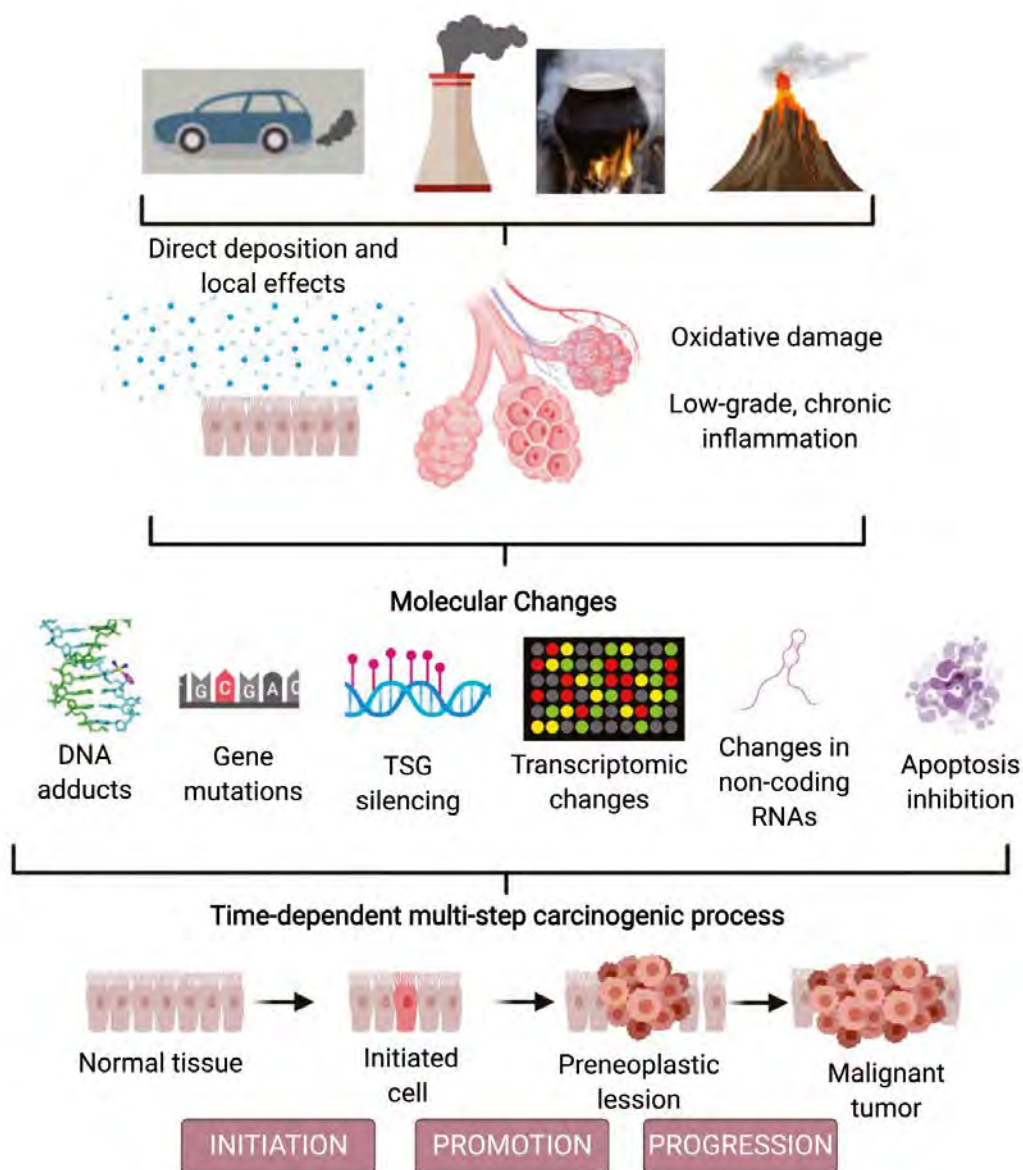 Direct deposition and
local effects
Oxidative damage
Low-grade, chronic
inflammation
Molecular Changes
G C G A C
DNA
adducts
Gene
mutations
TSG
silencing
Transcriptomic
changes
Changes in
non-coding
RNAs
Apoptosis
inhibition
Time-dependent multi-step carcinogenic process
Normal tissue
Initiated
cell
Preneoplastic
lession
Malignant
tumor
INITIATION
PROMOTION
PROGRESSION